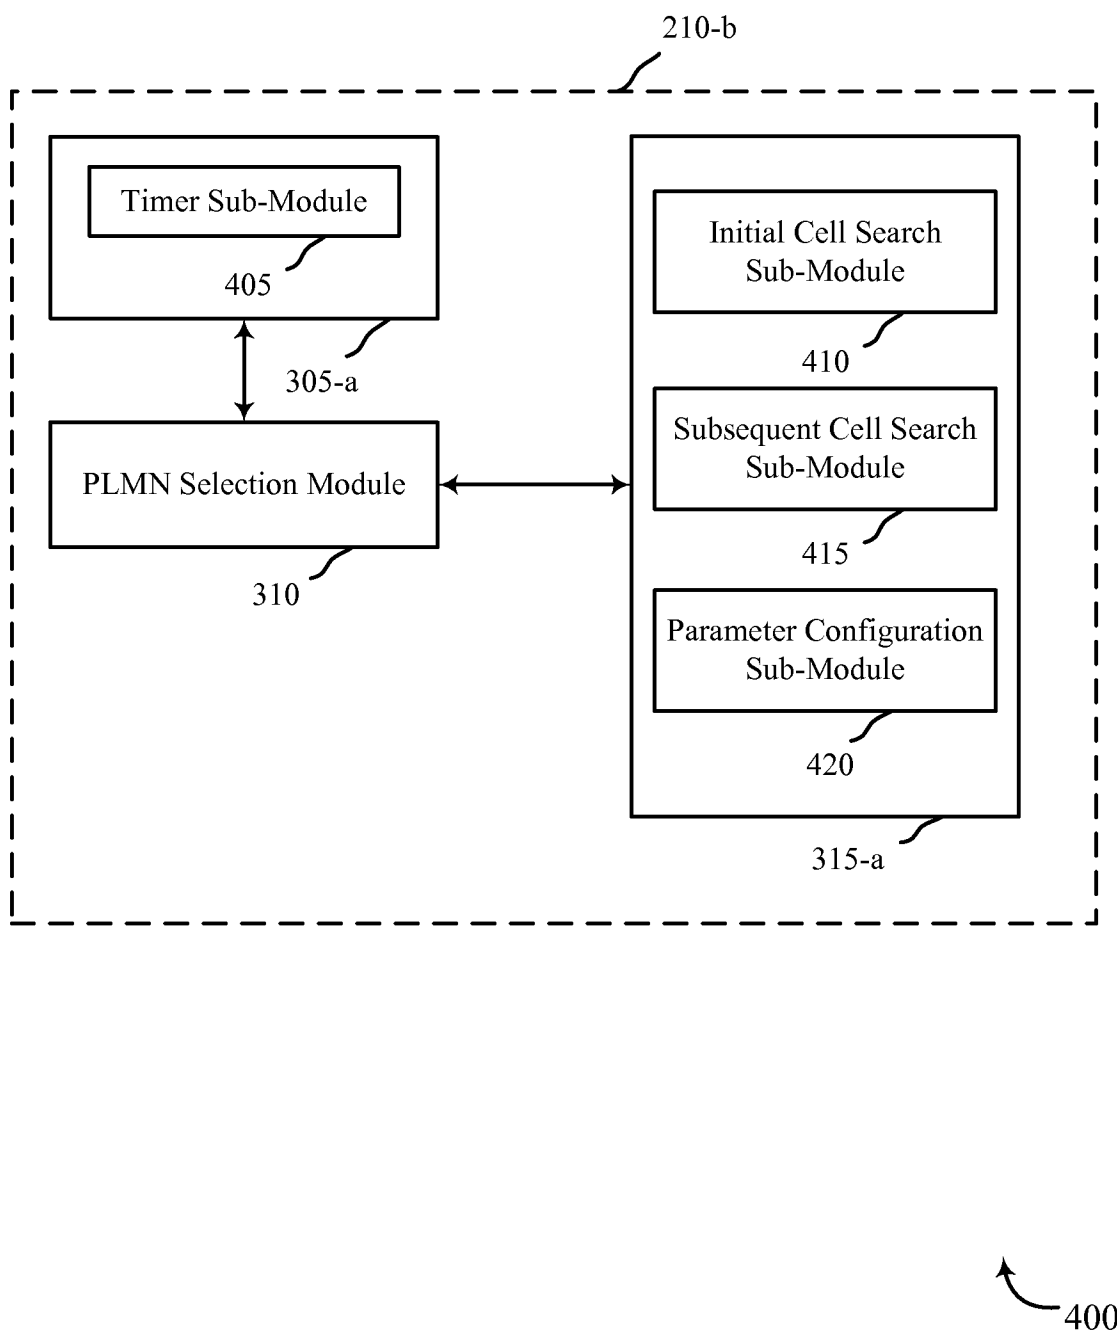 210-b
Timer Sub-Module
405
305-a
PLMN Selection Module
310
Initial Cell Search
Sub-Module
410
Subsequent Cell Search
Sub-Module
415
Parameter Configuration
Sub-Module
420
315-a
400